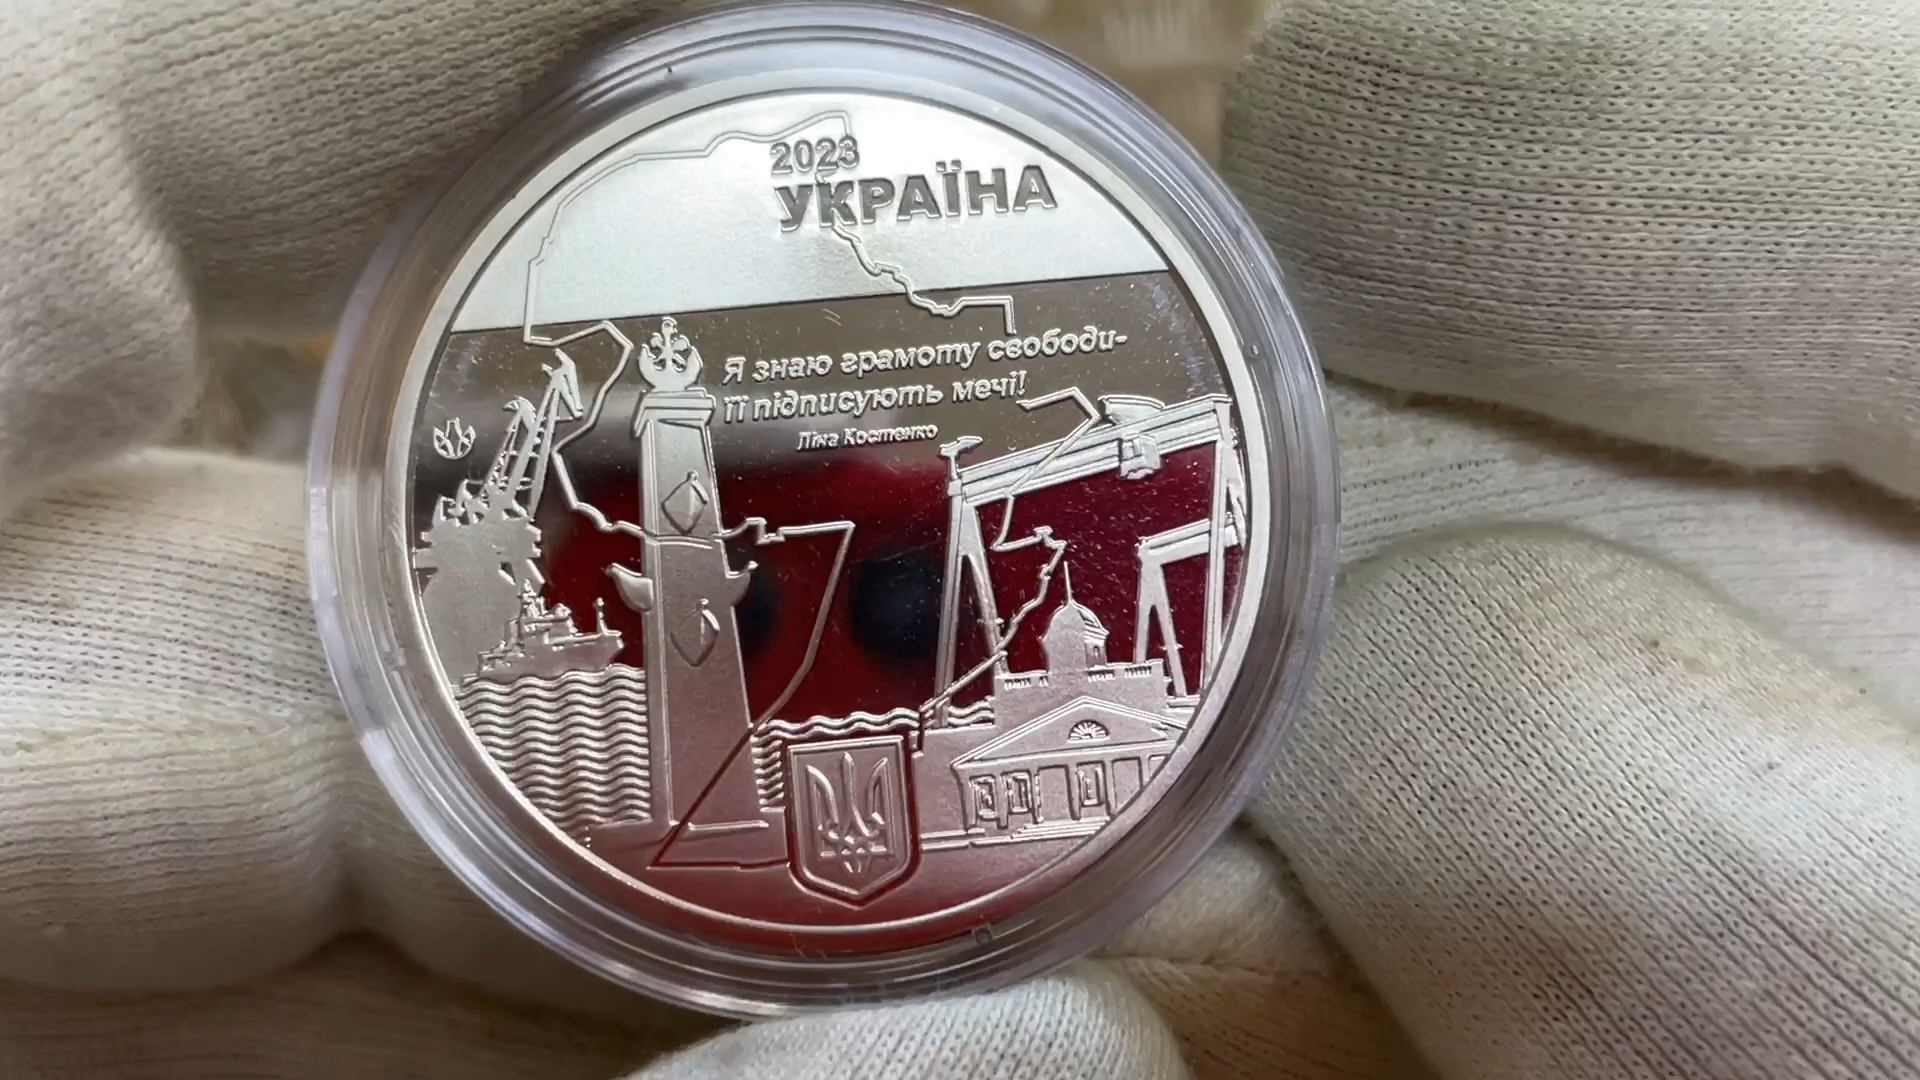 2023
УКРАЇНА
Я знаю грамоту свободи-
її підписують мечі!
Ліна Костенко